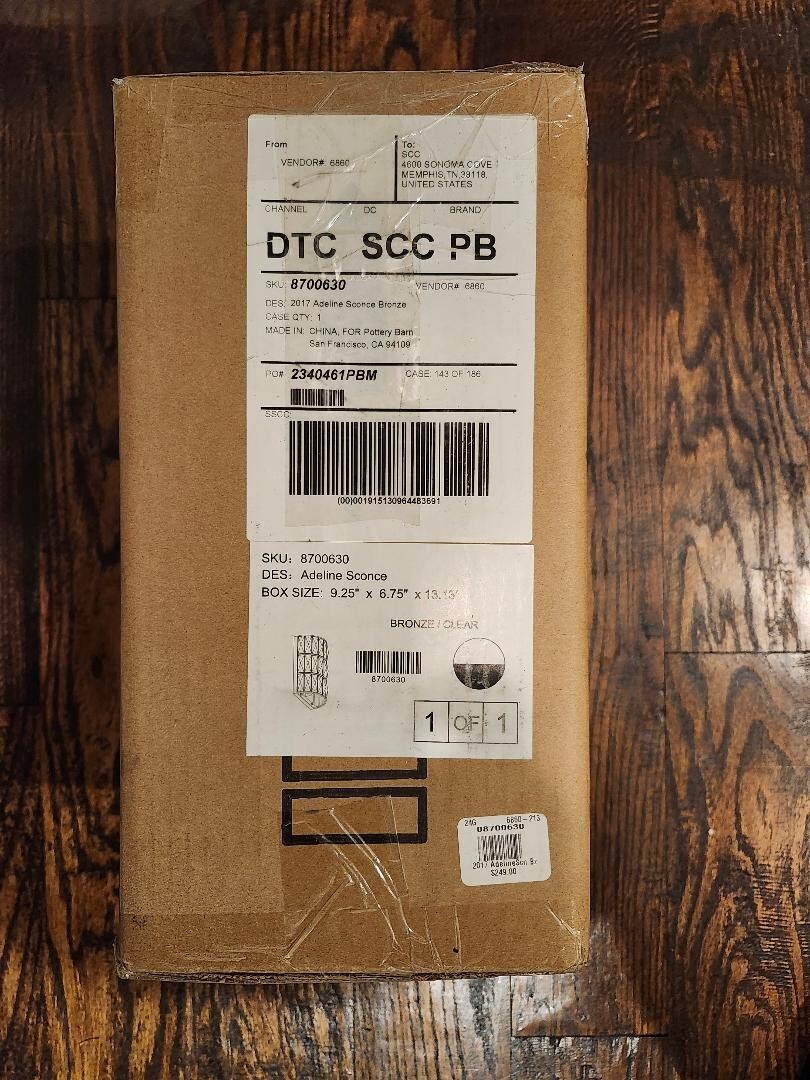 From
VENDOR#: 6860
To:
SCC
4600 SONOMA COVE
MEMPHIS,TN,38118,
UNITED STATES
CHANNEL DC BRAND
DTC SCC PB
SKU: 8700630 VENDOR# 6860
DES: 2017 Adeline Sconce Bronze
CASE QTY: 1
MADE IN: CHINA, FOR Pottery Barn
San Francisco, CA 94109
PO# 2340461PBM CASE: 143 OF 186
SSCC:
(00)001915130964483691
SKU: 8700630
DES: Adeline Sconce
BOX SIZE: 9.25" x 6.75" x 13.13"
BRONZE / CLEAR
8700630
1 OF 1
24G 6860-213
08700630
2017 AdelineScn Bz
$249.00